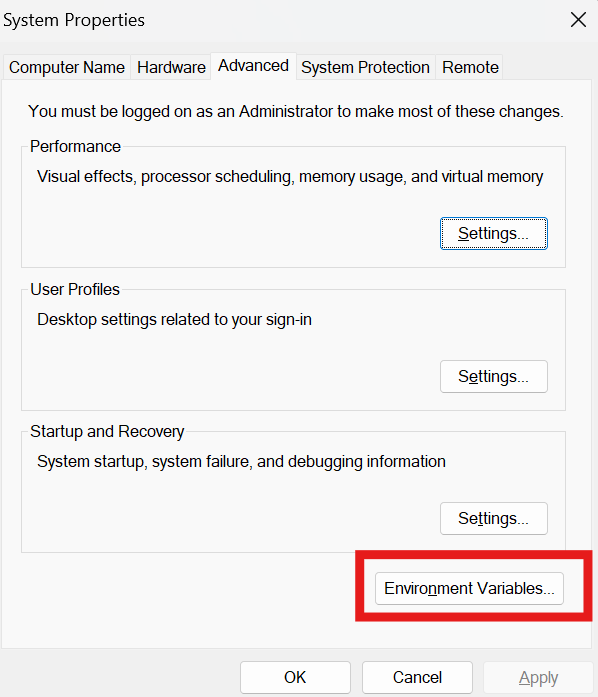 System Properties
Computer Name Hardware Advanced System Protection Remote
You must be logged on as an Administrator to make most of these changes.
Performance
Visual effects, processor scheduling, memory usage, and virtual memory
Settings...
User Profiles
Desktop settings related to your sign-in
Settings...
Startup and Recovery
System startup, system failure, and debugging information
Settings...
Environment Variables...
OK Cancel Apply